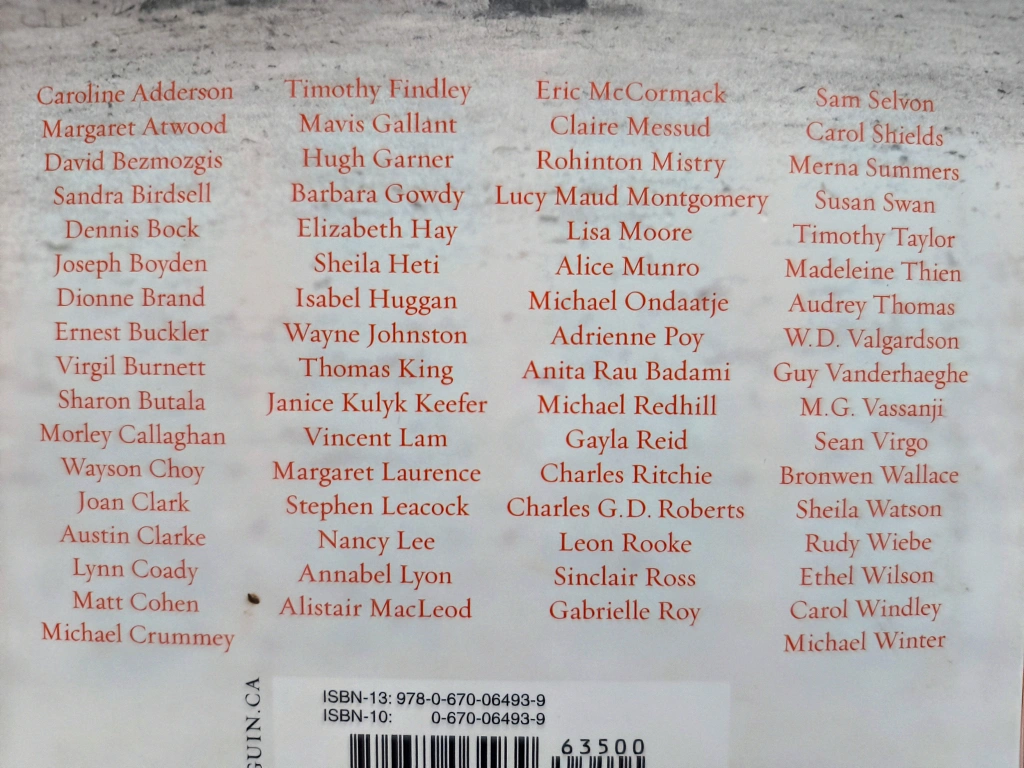 Caroline Adderson
Margaret Atwood
David Bezmozgis
Sandra Birdsell
Dennis Bock
Joseph Boyden
Dionne Brand
Ernest Buckler
Virgil Burnett
Sharon Butala
Morley Callaghan
Wayson Choy
Joan Clark
Austin Clarke
Lynn Coady
Matt Cohen
Michael Crummey
Timothy Findley
Mavis Gallant
Hugh Garner
Barbara Gowdy
Elizabeth Hay
Sheila Heti
Isabel Huggan
Wayne Johnston
Thomas King
Janice Kulyk Keefer
Vincent Lam
Margaret Laurence
Stephen Leacock
Nancy Lee
Annabel Lyon
Alistair MacLeod
Eric McCormack
Claire Messud
Rohinton Mistry
Lucy Maud Montgomery
Lisa Moore
Alice Munro
Michael Ondaatje
Adrienne Poy
Anita Rau Badami
Michael Redhill
Gayla Reid
Charles Ritchie
Charles G.D. Roberts
Leon Rooke
Sinclair Ross
Gabrielle Roy
Sam Selvon
Carol Shields
Merna Summers
Susan Swan
Timothy Taylor
Madeleine Thien
Audrey Thomas
W.D. Valgardson
Guy Vanderhaeghe
M.G. Vassanji
Sean Virgo
Bronwen Wallace
Sheila Watson
Rudy Wiebe
Ethel Wilson
Carol Windley
Michael Winter
GUIN.CA
ISBN-13: 978-0-670-06493-9
ISBN-10: 0-670-06493-9
63500